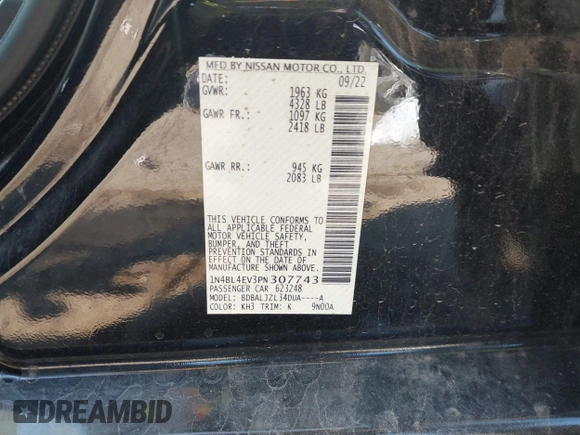 MFD BY NISSAN MOTOR CO., LTD.
DATE: 09/22
GVWR: 1963 KG
4328 LB
GAWR FR.: 1097 KG
2418 LB
GAWR RR.: 945 KG
2083 LB
THIS VEHICLE CONFORMS TO
ALL APPLICABLE FEDERAL
MOTOR VEHICLE SAFETY,
BUMPER, AND THEFT
PREVENTION STANDARDS IN
EFFECT ON THE DATE OF
MANUFACTURE SHOWN ABOVE.
1N4BL4EV3PN307743
PASSENGER CAR 623248
MODEL: BDBALJZL34DUA----A
COLOR: KH3 TRIM: K 9N00A
DREAMBID